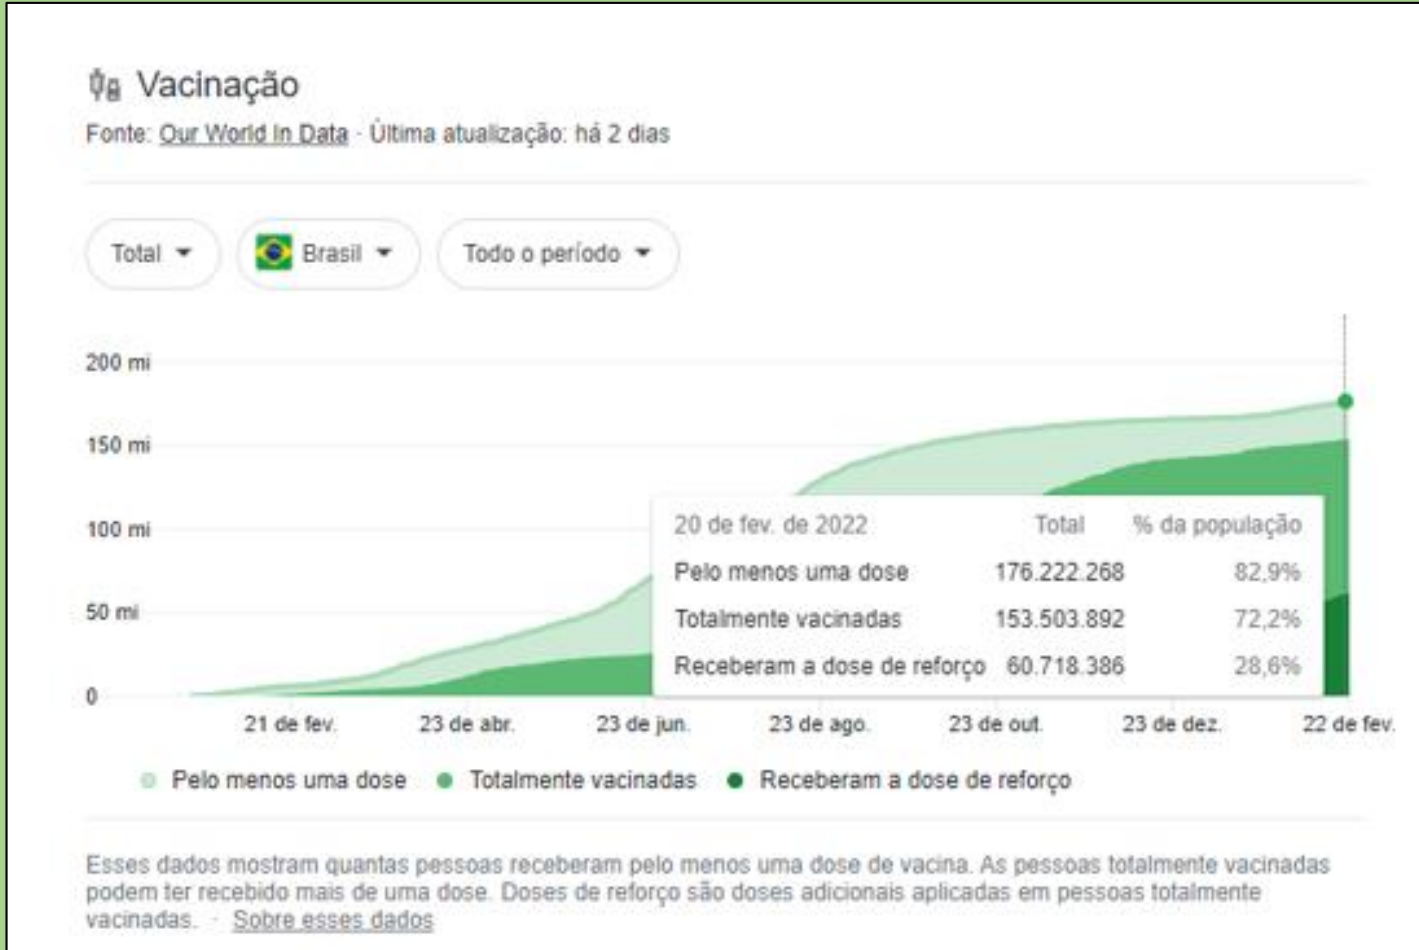 Vacinação
Fonte: Our World In Data · Última atualização: há 2 dias
Total Brasil Todo o período
200 mi
150 mi
100 mi
50 mi
0
20 de fev. de 2022 Total % da população
Pelo menos uma dose 176.222.268 82,9%
Totalmente vacinadas 153.503.892 72,2%
Receberam a dose de reforço 60.718.386 28,6%
21 de fev. 23 de abr. 23 de jun. 23 de ago. 23 de out. 23 de dez. 22 de fev.
Pelo menos uma dose Totalmente vacinadas Receberam a dose de reforço
Esses dados mostram quantas pessoas receberam pelo menos uma dose de vacina. As pessoas totalmente vacinadas
podem ter recebido mais de uma dose. Doses de reforço são doses adicionais aplicadas em pessoas totalmente
vacinadas. · Sobre esses dados